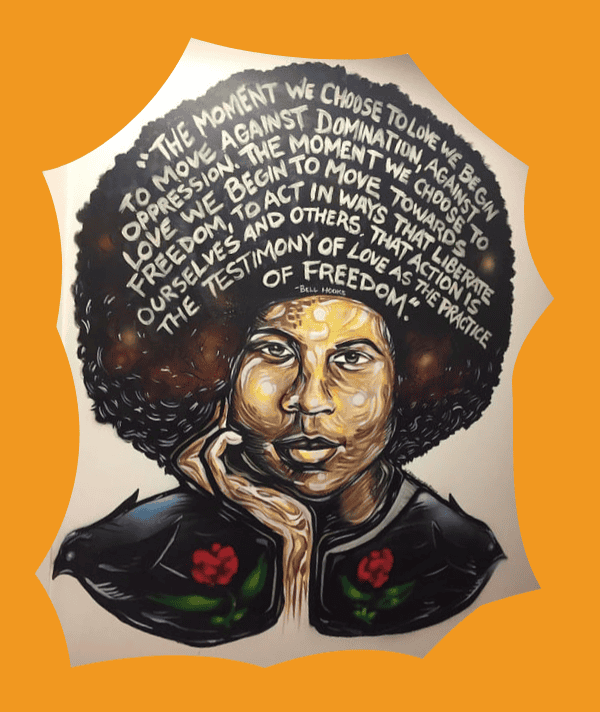 "THE MOMENT WE CHOOSE TO LOVE WE BEGIN
TO MOVE AGAINST DOMINATION, AGAINST
OPPRESSION. THE MOMENT WE CHOOSE TO
LOVE WE BEGIN TO MOVE TOWARDS
FREEDOM, TO ACT IN WAYS THAT LIBERATE
OURSELVES AND OTHERS. THAT ACTION IS
THE TESTIMONY OF LOVE AS THE PRACTICE
OF FREEDOM."
-BELL HOOKS